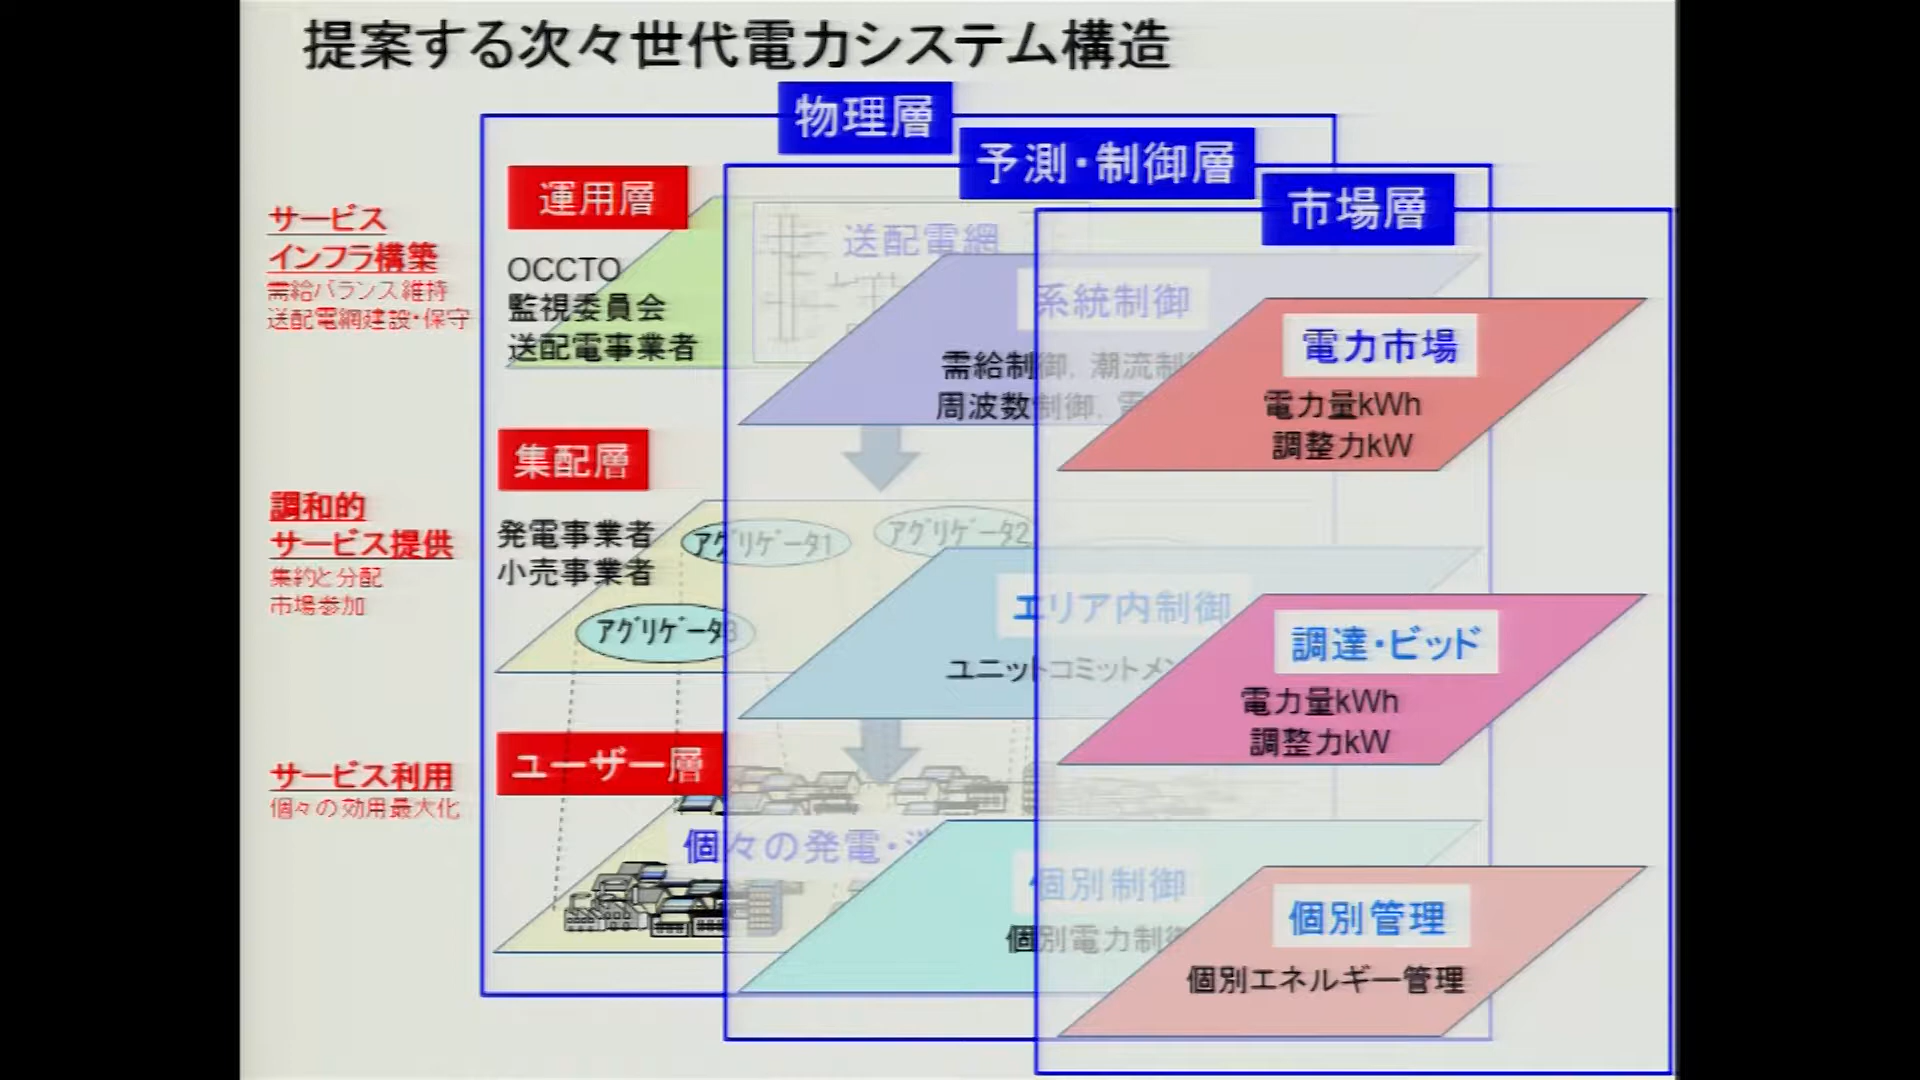 提案する次々世代電力システム構造
物理層
予測・制御層
市場層
サービス
インフラ構築
需給バランス維持
送配電網建設・保守
運用層
OCCTO
監視委員会
送配電事業者
送配電網
系統制御
需給制御, 潮流制
周波数制御, 電
電力市場
電力量kWh
調整力kW
調和的
サービス提供
集約と分配
市場参加
集配層
発電事業者
小売事業者
アグリゲータ1
アグリゲータ2
アグリゲータ3
エリア内制御
ユニットコミットメン
調達・ビッド
電力量kWh
調整力kW
サービス利用
個々の効用最大化
ユーザー層
個々の発電・
個別制御
個別電力制
個別管理
個別エネルギー管理